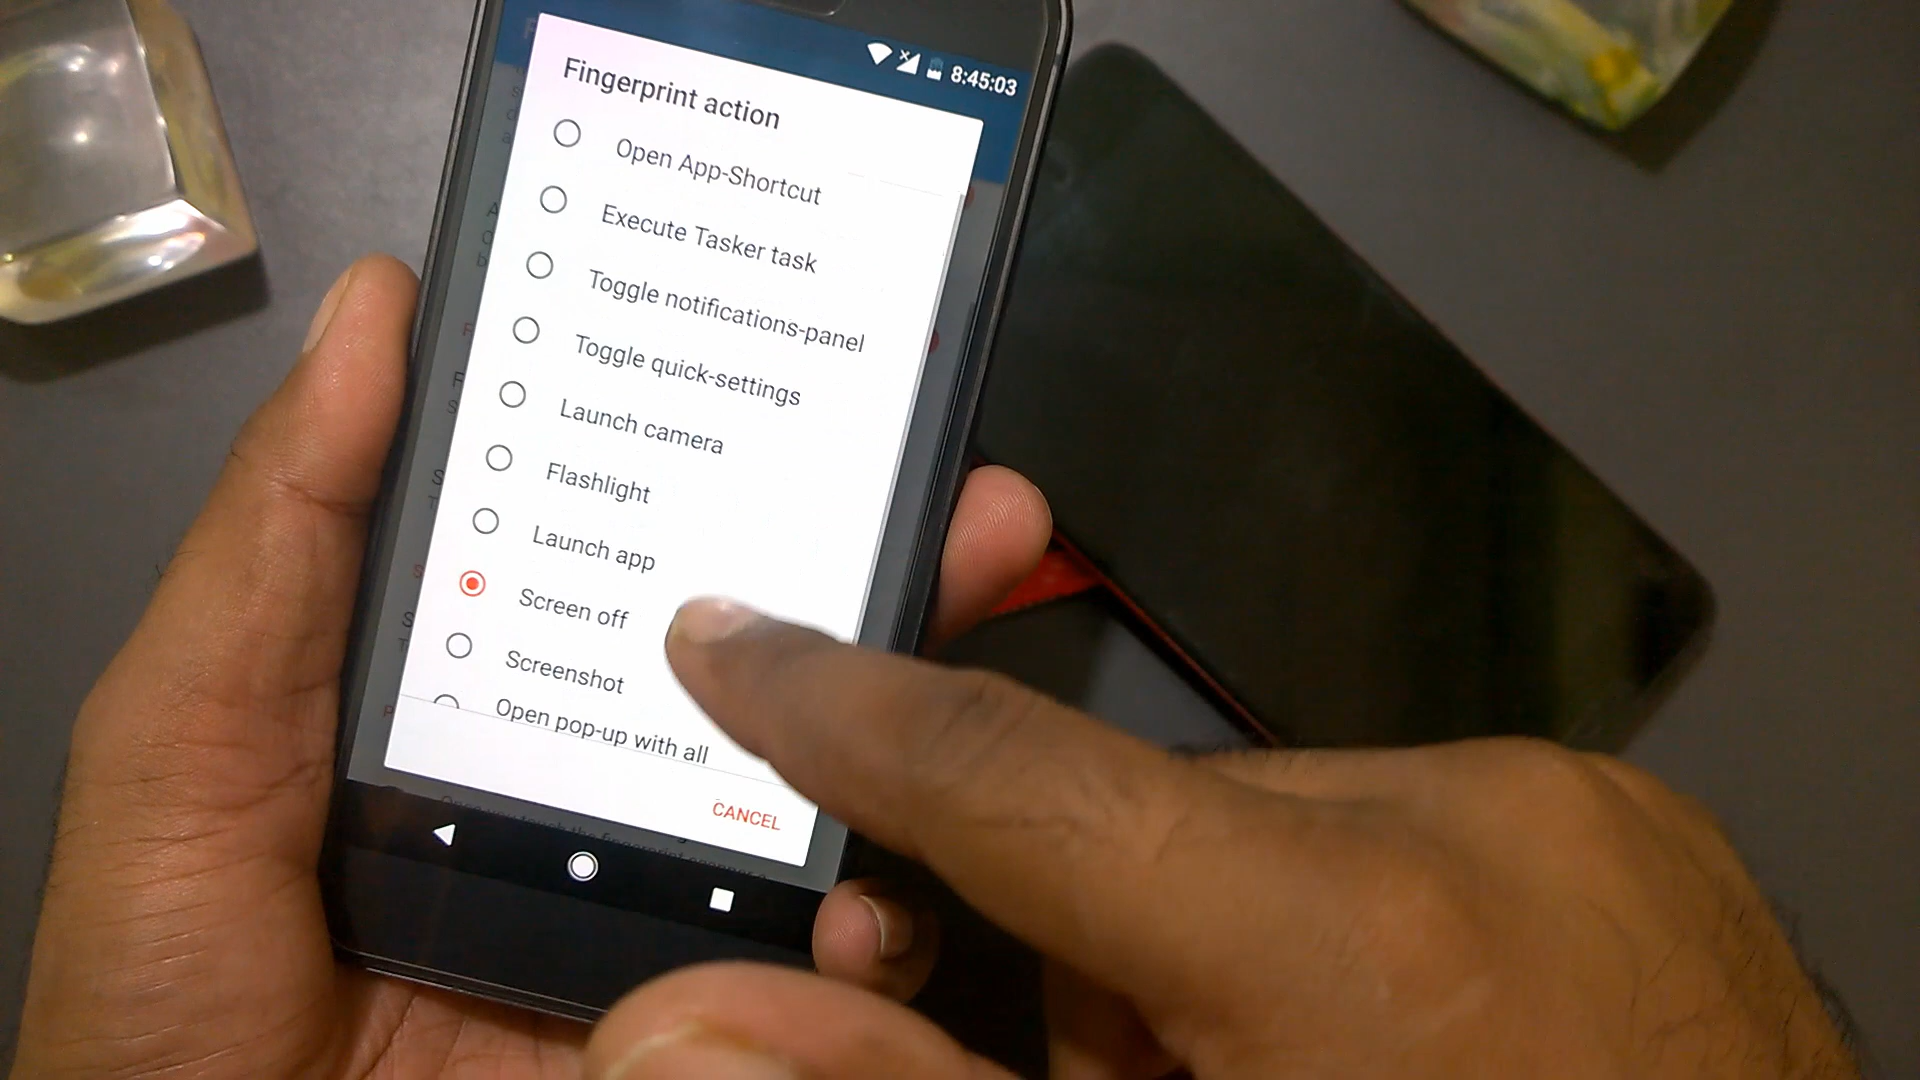 8:45:03
Fingerprint action
Open App-Shortcut
Execute Tasker task
Toggle notifications-panel
Toggle quick-settings
Launch camera
Flashlight
Launch app
Screen off
Screenshot
Open pop-up with all
CANCEL